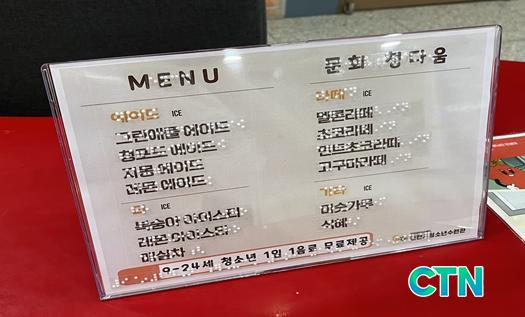 MENU
에이드 ICE
그린애플 에이드
청포도 에이드
자몽 에이드
레몬 에이드
티 ICE
복숭아 아이스티
레몬 아이스티
매실차
문화 청다움
라떼 ICE
멜론라떼
초코라떼
민트초코라떼
고구마라떼
기타 ICE
미숫가루
식혜
청소년수련관
9-24세 청소년 1인 1음료 무료제공
CTN